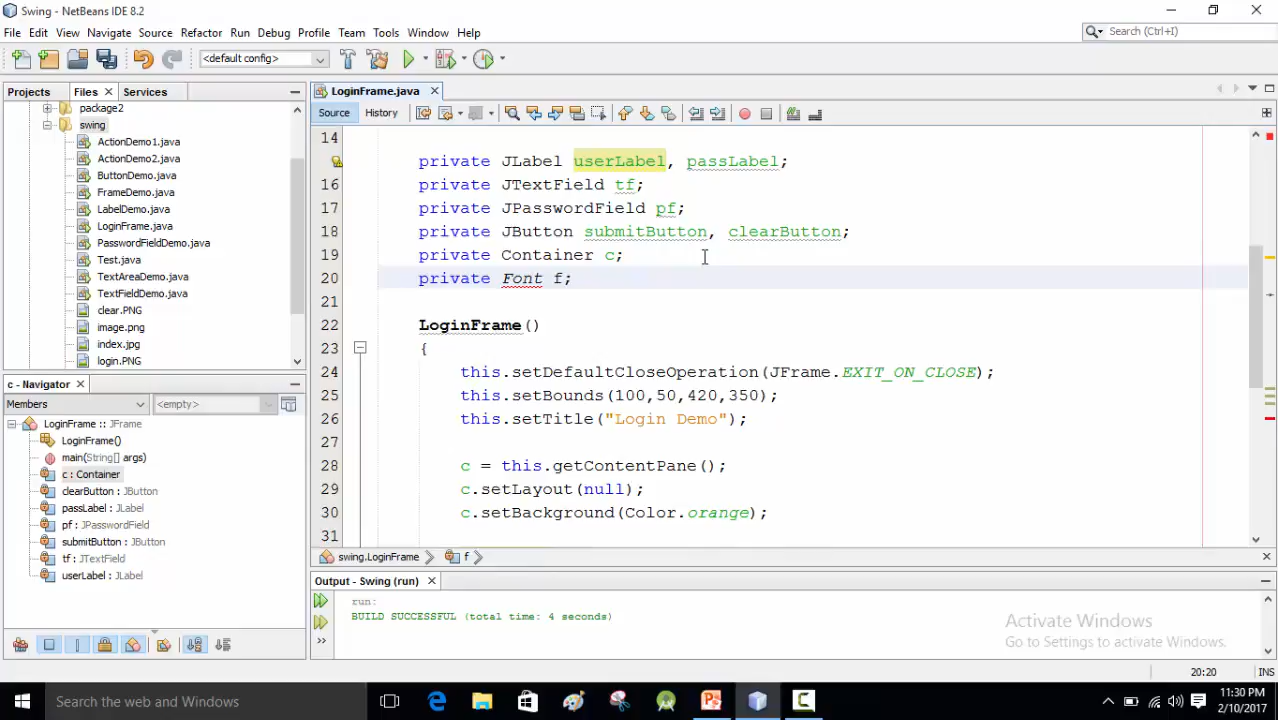 Swing - NetBeans IDE 8.2
File Edit View Navigate Source Refactor Run Debug Profile Team Tools Window Help
Search (Ctrl+I)
<default config>
Projects Files Services
LoginFrame.java
Source History
package2
swing
ActionDemo1.java
ActionDemo2.java
ButtonDemo.java
FrameDemo.java
LabelDemo.java
LoginFrame.java
PasswordFieldDemo.java
Test.java
TextAreaDemo.java
TextFieldDemo.java
clear.PNG
image.png
index.jpg
login.PNG
14
private JLabel userLabel, passLabel;
16 private JTextField tf;
17 private JPasswordField pf;
18 private JButton submitButton, clearButton;
19 private Container c;
20 private Font f;
21
22 LoginFrame()
23 {
24 this.setDefaultCloseOperation(JFrame.EXIT_ON_CLOSE);
25 this.setBounds(100,50,420,350);
26 this.setTitle("Login Demo");
27
28 c = this.getContentPane();
29 c.setLayout(null);
30 c.setBackground(Color.orange);
31
swing.LoginFrame f
c - Navigator
Members <empty>
LoginFrame :: JFrame
LoginFrame()
main(String[] args)
c : Container
clearButton : JButton
passLabel : JLabel
pf : JPasswordField
submitButton : JButton
tf : JTextField
userLabel : JLabel
Output - Swing (run)
run:
BUILD SUCCESSFUL (total time: 4 seconds)
Activate Windows
Go to Settings to activate Windows.
20:20 INS
Search the web and Windows
11:30 PM
2/10/2017